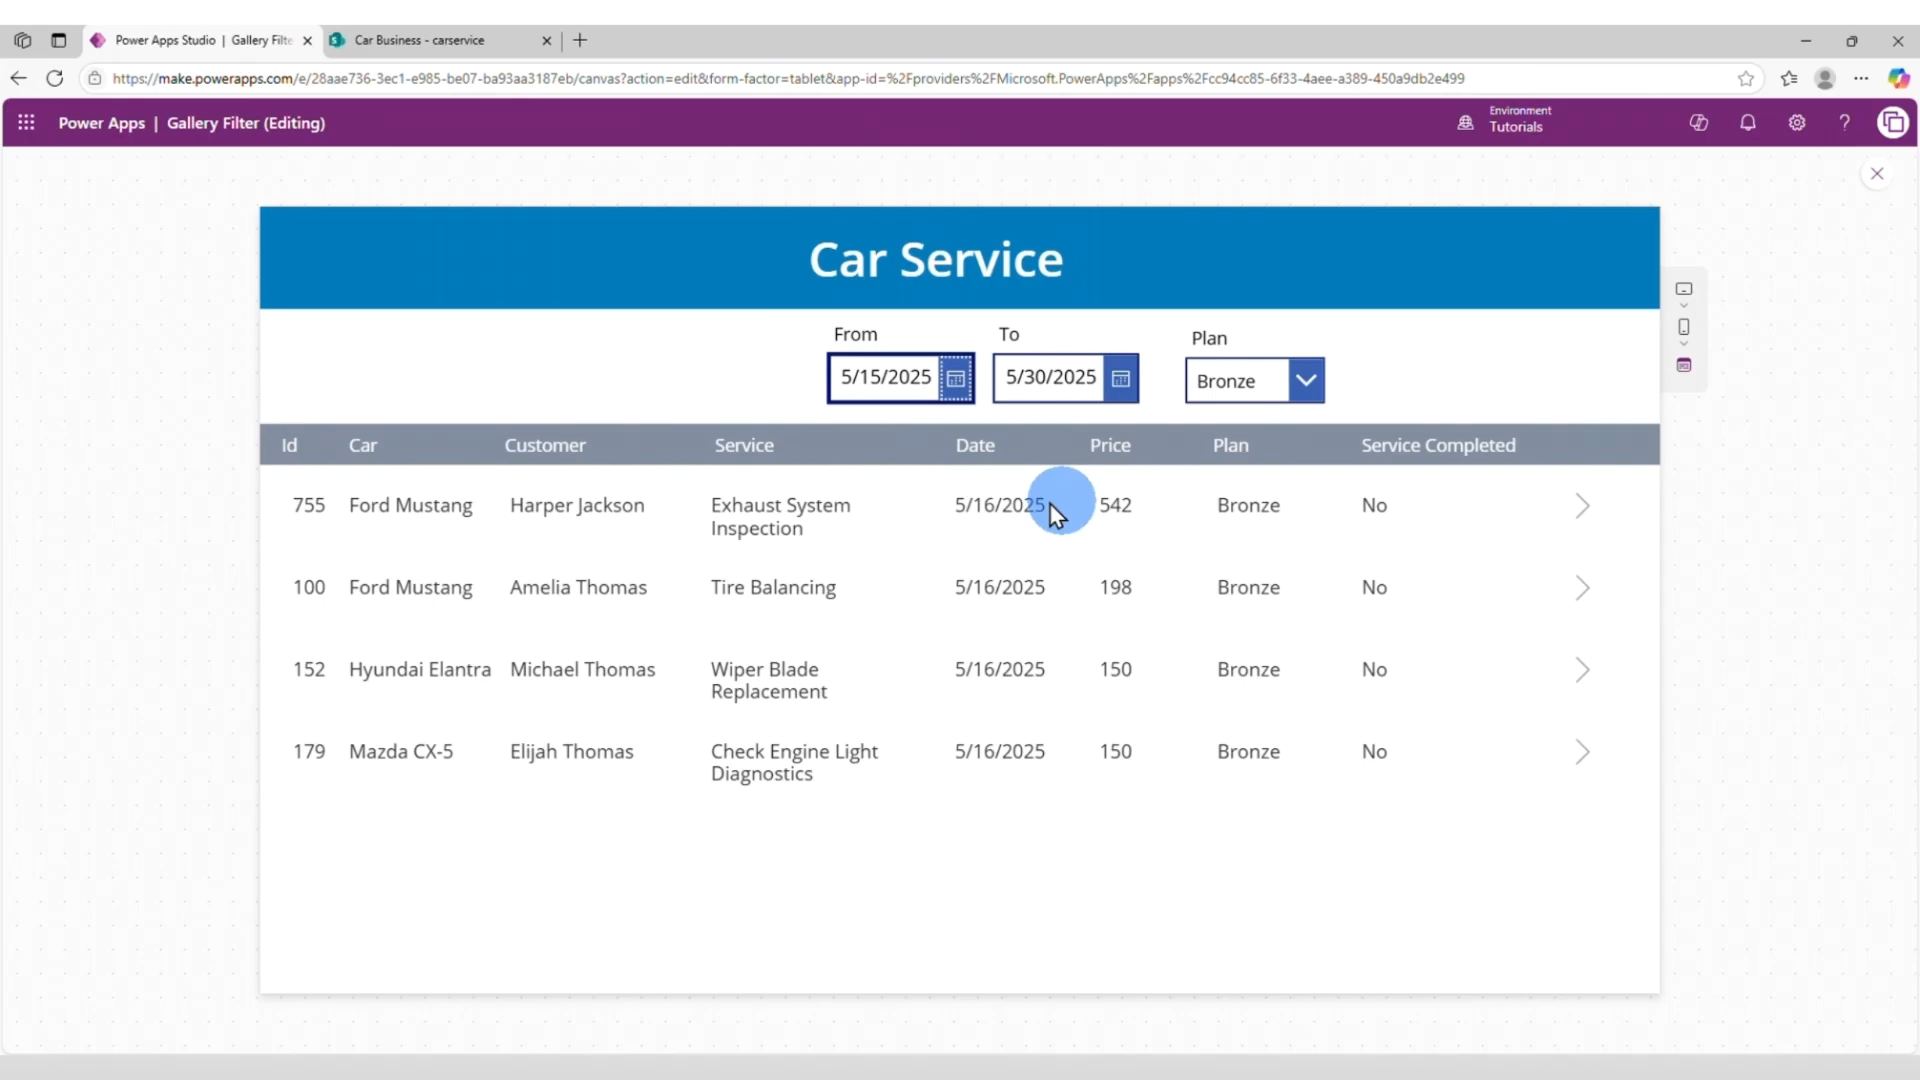 Power Apps Studio | Gallery Filte
Car Business - carservice
https://make.powerapps.com/e/28aae736-3ec1-e985-be07-ba93aa3187eb/canvas?action=edit&form-factor=tablet&app-id=%2Fproviders%2FMicrosoft.PowerApps%2Fapps%2Fcc94cc85-6f33-4aee-a389-450a9db2e499
Power Apps | Gallery Filter (Editing)
Environment
Tutorials
Car Service
From To Plan
5/15/2025 5/30/2025 Bronze
Id Car Customer Service Date Price Plan Service Completed
755 Ford Mustang Harper Jackson Exhaust System 5/16/2025 542 Bronze No
Inspection
100 Ford Mustang Amelia Thomas Tire Balancing 5/16/2025 198 Bronze No
152 Hyundai Elantra Michael Thomas Wiper Blade 5/16/2025 150 Bronze No
Replacement
179 Mazda CX-5 Elijah Thomas Check Engine Light 5/16/2025 150 Bronze No
Diagnostics